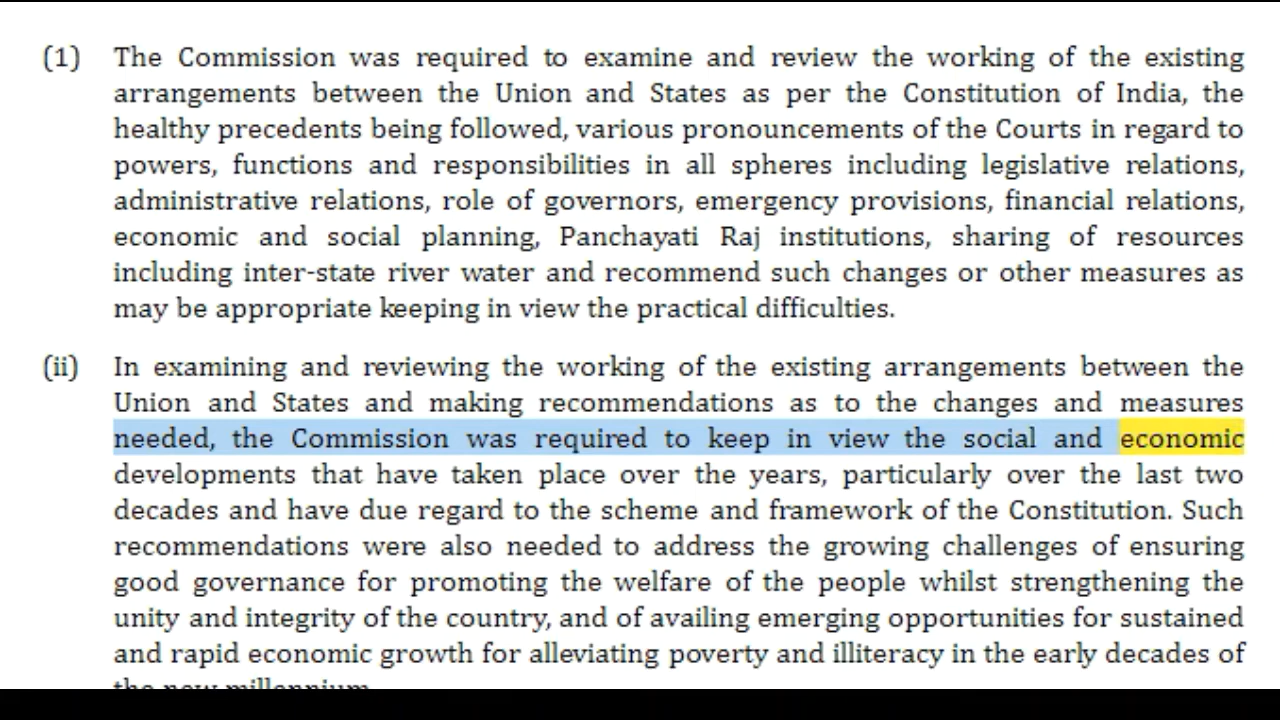 (1) The Commission was required to examine and review the working of the existing
arrangements between the Union and States as per the Constitution of India, the
healthy precedents being followed, various pronouncements of the Courts in regard to
powers, functions and responsibilities in all spheres including legislative relations,
administrative relations, role of governors, emergency provisions, financial relations,
economic and social planning, Panchayati Raj institutions, sharing of resources
including inter-state river water and recommend such changes or other measures as
may be appropriate keeping in view the practical difficulties.
(ii) In examining and reviewing the working of the existing arrangements between the
Union and States and making recommendations as to the changes and measures
needed, the Commission was required to keep in view the social and economic
developments that have taken place over the years, particularly over the last two
decades and have due regard to the scheme and framework of the Constitution. Such
recommendations were also needed to address the growing challenges of ensuring
good governance for promoting the welfare of the people whilst strengthening the
unity and integrity of the country, and of availing emerging opportunities for sustained
and rapid economic growth for alleviating poverty and illiteracy in the early decades of
the new millennium.